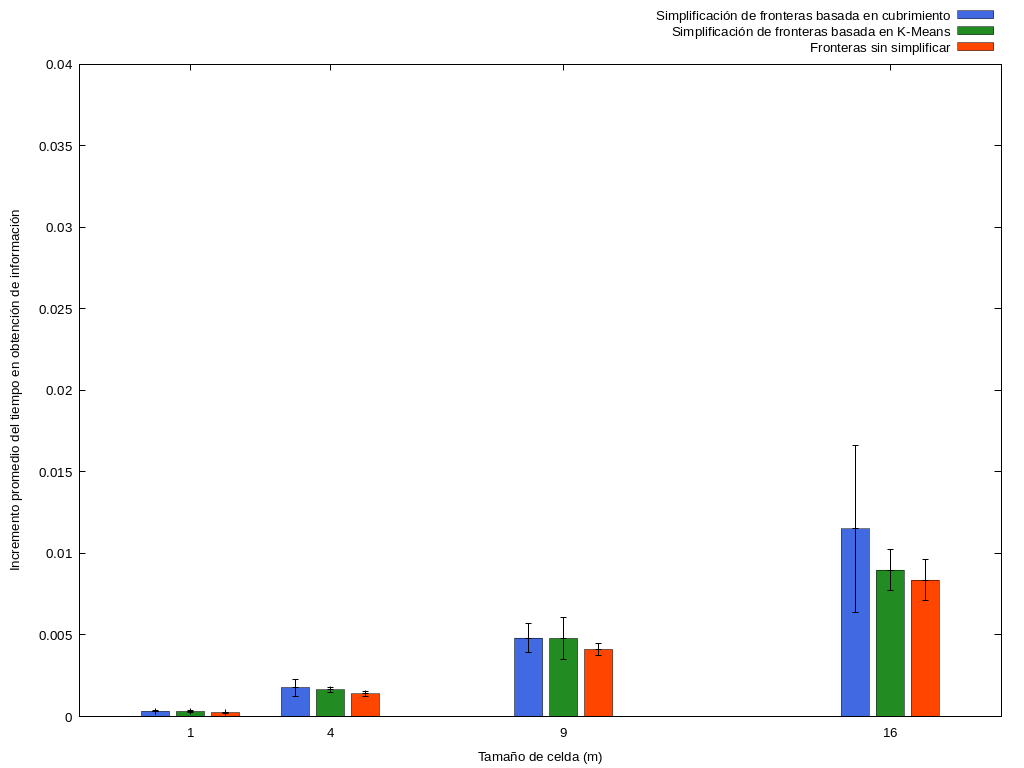 Simplificación de fronteras basada en cubrimiento
Simplificación de fronteras basada en K-Means
Fronteras sin simplificar
0.04
0.035
0.03
0.025
0.02
0.015
0.01
0.005
0
Incremento promedio del tiempo en obtención de información
1 4 9 16
Tamaño de celda (m)